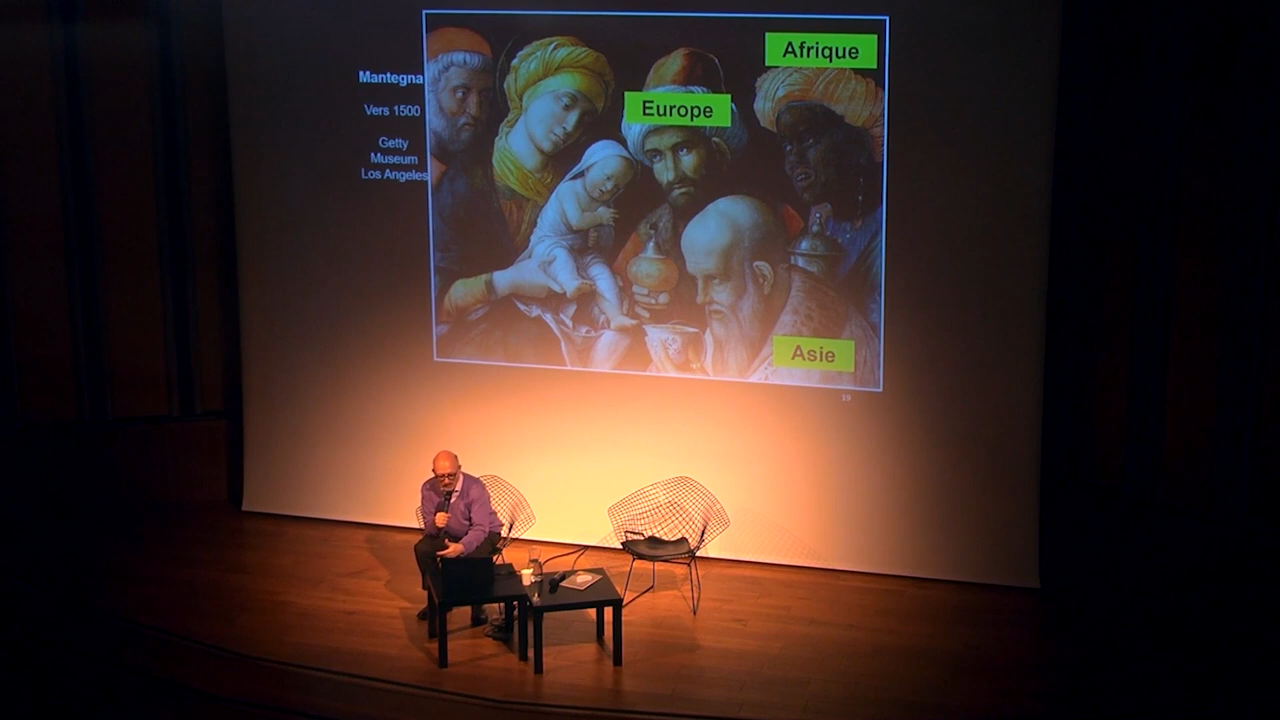 Mantegna
Vers 1500
Getty
Museum
Los Angeles
Afrique
Europe
Asie
19